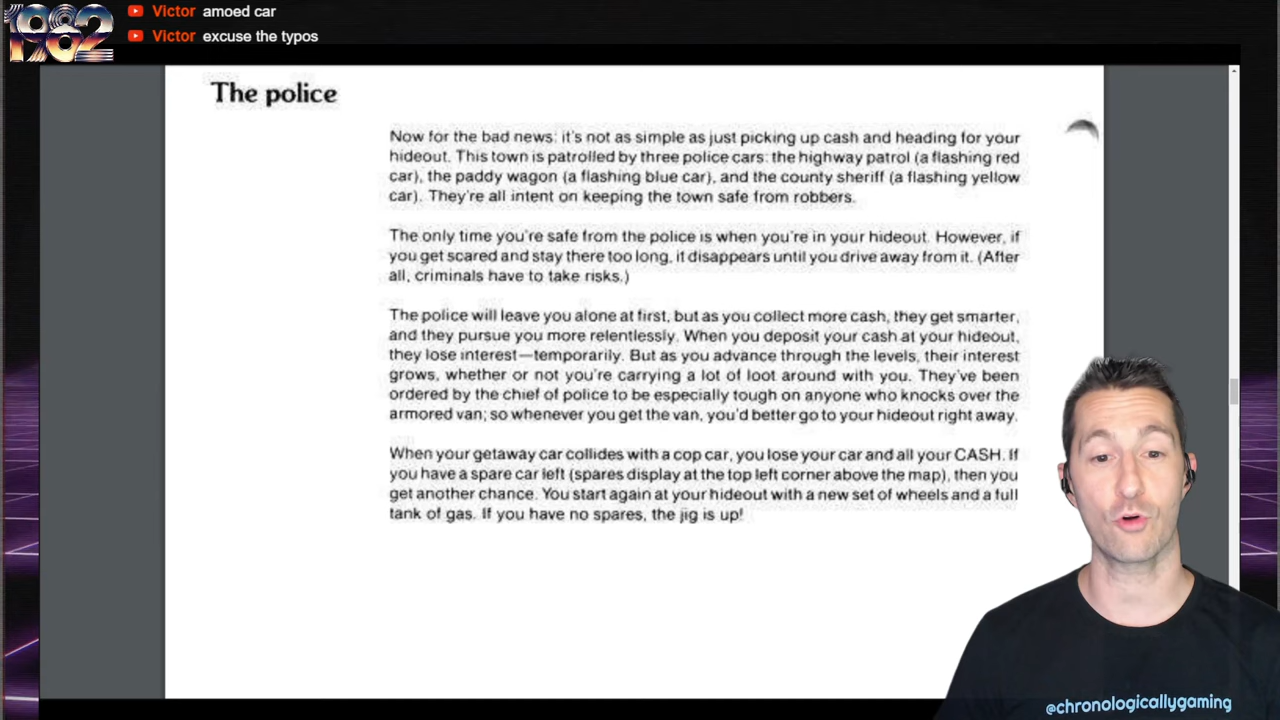 1982
Victor amoed car
Victor excuse the typos
The police
Now for the bad news: it's not as simple as just picking up cash and heading for your
hideout. This town is patrolled by three police cars: the highway patrol (a flashing red
car), the paddy wagon (a flashing blue car), and the county sheriff (a flashing yellow
car). They're all intent on keeping the town safe from robbers.
The only time you're safe from the police is when you're in your hideout. However, if
you get scared and stay there too long, it disappears until you drive away from it. (After
all, criminals have to take risks.)
The police will leave you alone at first, but as you collect more cash, they get smarter,
and they pursue you more relentlessly. When you deposit your cash at your hideout,
they lose interest—temporarily. But as you advance through the levels, their interest
grows, whether or not you're carrying a lot of loot around with you. They've been
ordered by the chief of police to be especially tough on anyone who knocks over the
armored van; so whenever you get the van, you'd better go to your hideout right away.
When your getaway car collides with a cop car, you lose your car and all your CASH. If
you have a spare car left (spares display at the top left corner above the map), then you
get another chance. You start again at your hideout with a new set of wheels and a full
tank of gas. If you have no spares, the jig is up!
@chronologicallygaming